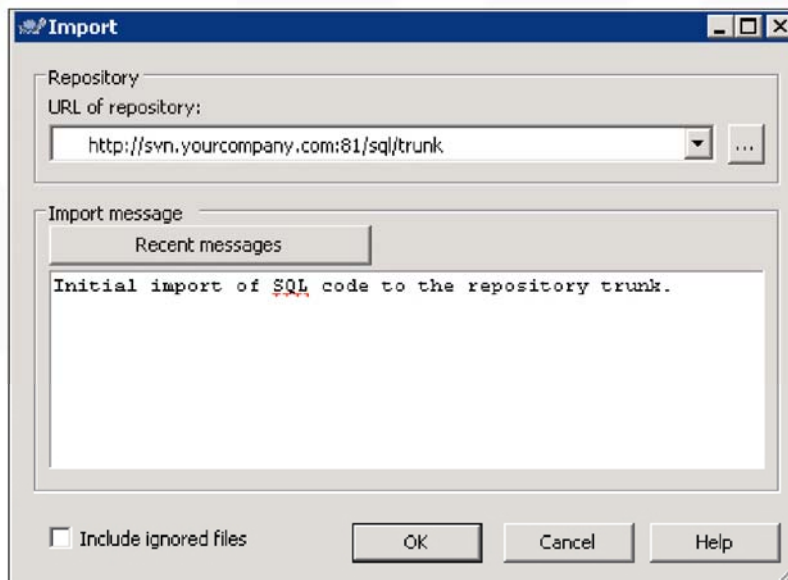 Import
Repository
URL of repository:
http://svn.yourcompany.com:81/sql/trunk
...
Import message
Recent messages
Initial import of SQL code to the repository trunk.
Include ignored files
OK
Cancel
Help